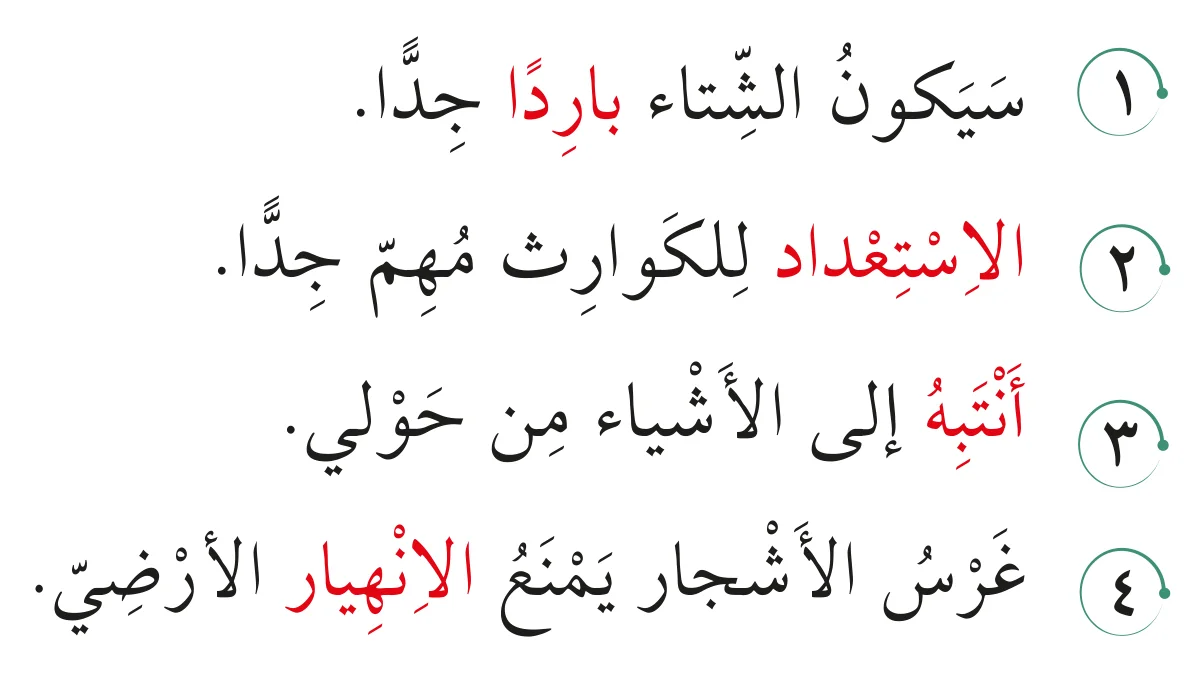 ١ سَيَكونُ الشِّتاء بارِدًا جِدًّا.
٢ الاِسْتِعْداد لِلكَوارِث مُهِمّ جِدًّا.
٣ أَنْتَبِهُ إلى الأَشْياء مِن حَوْلي.
٤ غَرْسُ الأَشْجار يَمْنَعُ الاِنْهِيار الأرْضِيّ.